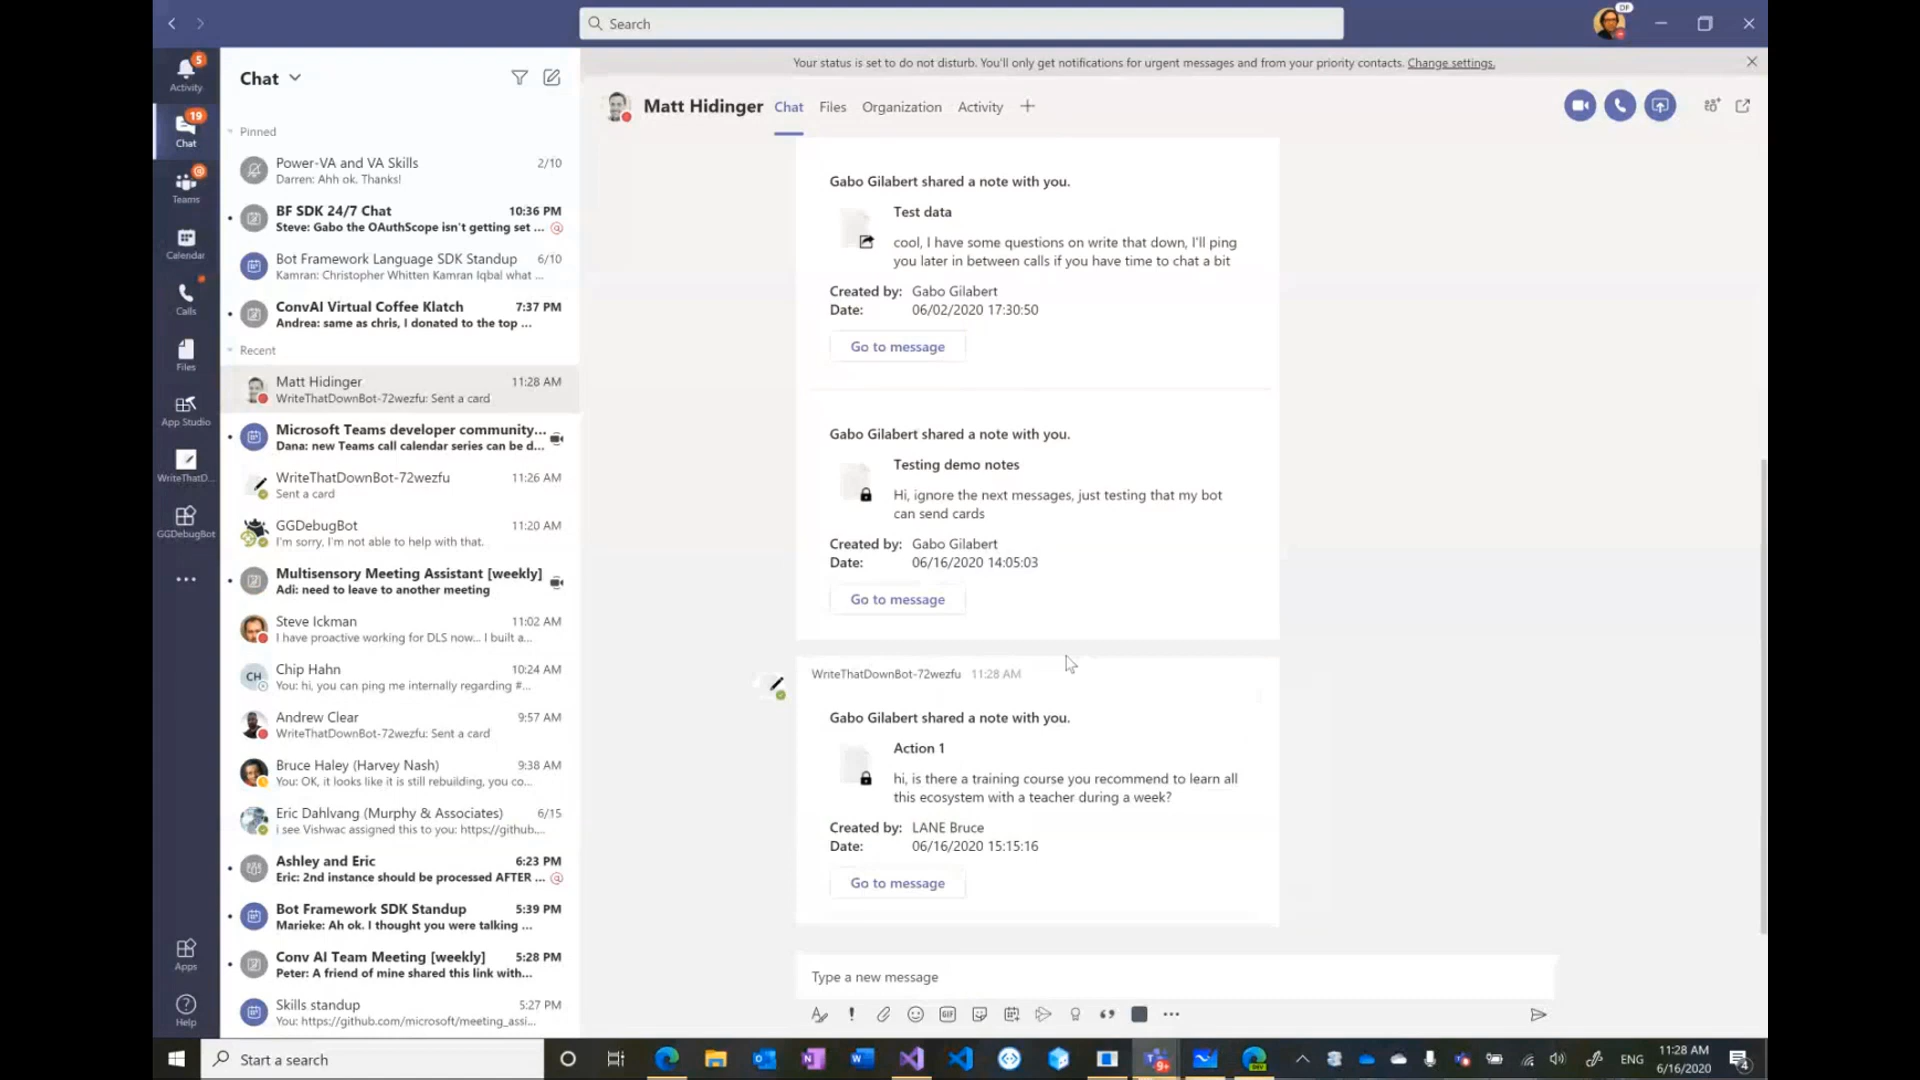 Search
DF
Your status is set to do not disturb. You'll only get notifications for urgent messages and from your priority contacts. Change settings.
5
Activity
19
Chat
@
Teams
Calendar
Calls
Files
App Studio
WriteThatD...
GGDebugBot
Apps
Help
Chat
Pinned
Power-VA and VA Skills 2/10
Darren: Ahh ok. Thanks!
BF SDK 24/7 Chat 10:36 PM
Steve: Gabo the OAuthScope isn't getting set ...
Bot Framework Language SDK Standup 6/10
Kamran: Christopher Whitten Kamran Iqbal what ...
ConvAI Virtual Coffee Klatch 7:37 PM
Andrea: same as chris, I donated to the top ...
Recent
Matt Hidinger 11:28 AM
WriteThatDownBot-72wezfu: Sent a card
Microsoft Teams developer community...
Dana: new Teams call calendar series can be d...
WriteThatDownBot-72wezfu 11:26 AM
Sent a card
GGDebugBot 11:20 AM
I'm sorry, I'm not able to help with that.
Multisensory Meeting Assistant [weekly]
Adi: need to leave to another meeting
Steve Ickman 11:02 AM
I have proactive working for DLS now... I built a...
CH
Chip Hahn 10:24 AM
You: hi, you can ping me internally regarding #...
Andrew Clear 9:57 AM
WriteThatDownBot-72wezfu: Sent a card
Bruce Haley (Harvey Nash) 9:38 AM
You: OK, it looks like it is still rebuilding, you co...
Eric Dahlvang (Murphy & Associates) 6/15
i see Vishwac assigned this to you: https://github....
Ashley and Eric 6:23 PM
Eric: 2nd instance should be processed AFTER ...
Bot Framework SDK Standup 5:39 PM
Marieke: Ah ok. I thought you were talking ...
Conv AI Team Meeting [weekly] 5:28 PM
Peter: A friend of mine shared this link with...
Skills standup 5:27 PM
You: https://github.com/microsoft/meeting_assi...
Matt Hidinger Chat Files Organization Activity
Gabo Gilabert shared a note with you.
Test data
cool, I have some questions on write that down, I'll ping
you later in between calls if you have time to chat a bit
Created by: Gabo Gilabert
Date: 06/02/2020 17:30:50
Go to message
Gabo Gilabert shared a note with you.
Testing demo notes
Hi, ignore the next messages, just testing that my bot
can send cards
Created by: Gabo Gilabert
Date: 06/16/2020 14:05:03
Go to message
WriteThatDownBot-72wezfu 11:28 AM
Gabo Gilabert shared a note with you.
Action 1
hi, is there a training course you recommend to learn all
this ecosystem with a teacher during a week?
Created by: LANE Bruce
Date: 06/16/2020 15:15:16
Go to message
Type a new message
GIF
Start a search
9+
DEV
ENG
11:28 AM
6/16/2020
4